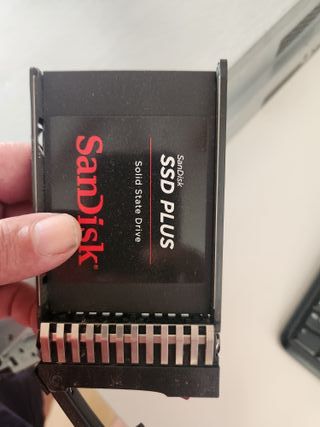 SanDisk
SSD PLUS
Solid State Drive
SanDisk